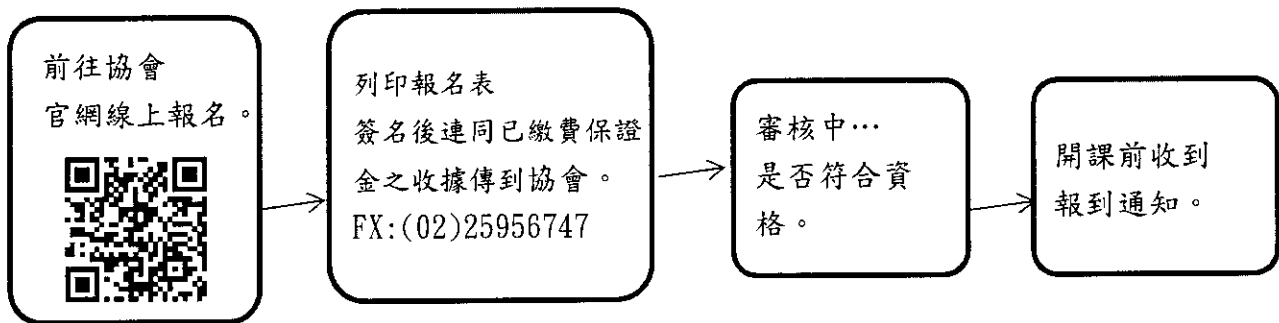 前往協會
官網線上報名。
列印報名表
簽名後連同已繳費保證
金之收據傳到協會。
FX:(02)25956747
審核中…
是否符合資
格。
開課前收到
報到通知。